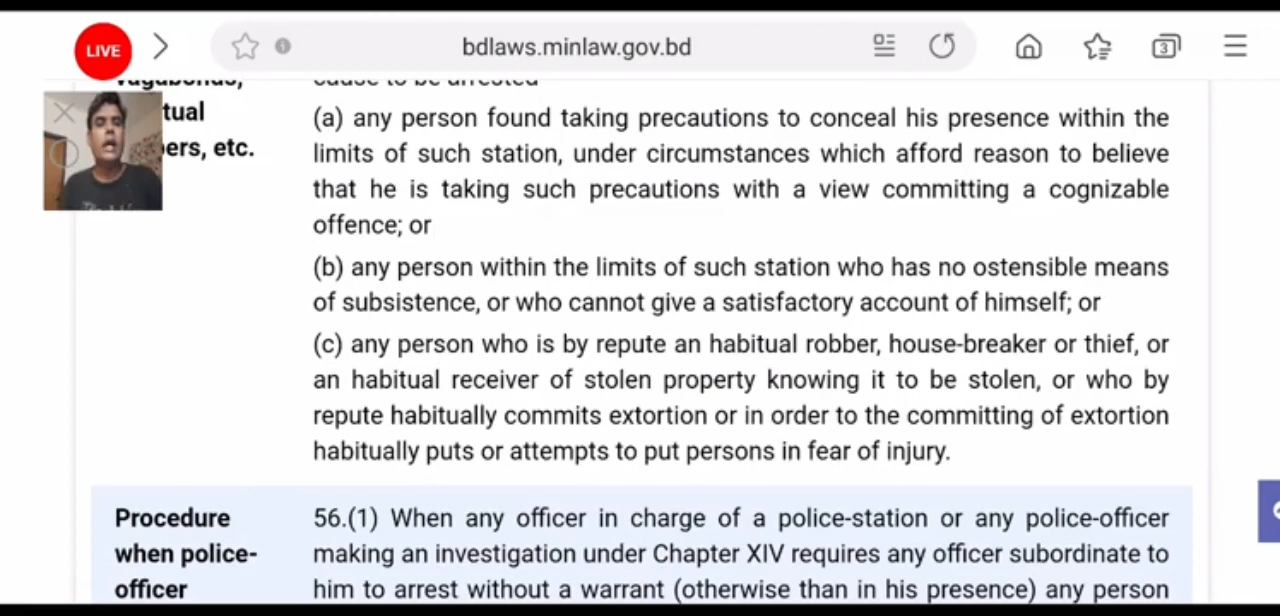 LIVE
bdlaws.minlaw.gov.bd
3
vagabonds, cause to be arrested
tual (a) any person found taking precautions to conceal his presence within the
ers, etc. limits of such station, under circumstances which afford reason to believe
that he is taking such precautions with a view committing a cognizable
offence; or
(b) any person within the limits of such station who has no ostensible means
of subsistence, or who cannot give a satisfactory account of himself; or
(c) any person who is by repute an habitual robber, house-breaker or thief, or
an habitual receiver of stolen property knowing it to be stolen, or who by
repute habitually commits extortion or in order to the committing of extortion
habitually puts or attempts to put persons in fear of injury.
Procedure 56.(1) When any officer in charge of a police-station or any police-officer
when police- making an investigation under Chapter XIV requires any officer subordinate to
officer him to arrest without a warrant (otherwise than in his presence) any person